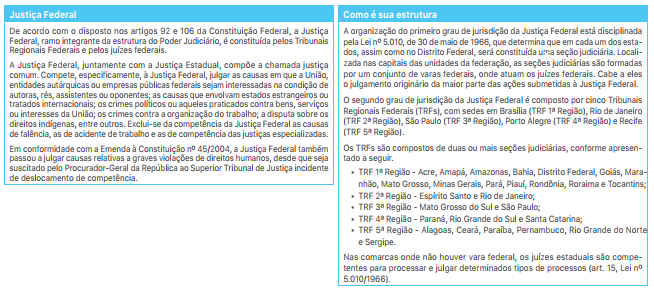 Justiça Federal
De acordo com o disposto nos artigos 92 e 106 da Constituição Federal, a Justiça
Federal, ramo integrante da estrutura do Poder Judiciário, é constituída pelos Tribunais
Regionais Federais e pelos juízes federais.
A Justiça Federal, juntamente com a Justiça Estadual, compõe a chamada justiça
comum. Compete, especificamente, à Justiça Federal, julgar as causas em que a União,
entidades autárquicas ou empresas públicas federais sejam interessadas na condição de
autoras, rés, assistentes ou oponentes; as causas que envolvam estados estrangeiros ou
tratados internacionais; os crimes políticos ou aqueles praticados contra bens, serviços
ou interesses da União; os crimes contra a organização do trabalho; a disputa sobre os
direitos indígenas, entre outros. Exclui-se da competência da Justiça Federal as causas
de falência, as de acidente de trabalho e as de competência das justiças especializadas.
Em conformidade com a Emenda à Constituição nº 45/2004, a Justiça Federal também
passou a julgar causas relativas a graves violações de direitos humanos, desde que seja
suscitado pelo Procurador-Geral da República ao Superior Tribunal de Justiça incidente
de deslocamento de competência.
Como é sua estrutura
A organização do primeiro grau de jurisdição da Justiça Federal está disciplinada
pela Lei nº 5.010, de 30 de maio de 1966, que determina que em cada um dos esta-
dos, assim como no Distrito Federal, será constituída uma seção judiciária. Locali-
zadas nas capitais das unidades da federação, as seções judiciárias são formadas
por um conjunto de varas federais, onde atuam os juízes federais. Cabe a eles
o julgamento originário da maior parte das ações submetidas à Justiça Federal.
O segundo grau de jurisdição da Justiça Federal é composto por cinco Tribunais
Regionais Federais (TRFs), com sedes em Brasília (TRF 1ª Região), Rio de Janeiro
(TRF 2ª Região), São Paulo (TRF 3ª Região), Porto Alegre (TRF 4ª Região) e Recife
(TRF 5ª Região).
Os TRFs são compostos de duas ou mais seções judiciárias, conforme apresen-
tado a seguir.
• TRF 1ª Região - Acre, Amapá, Amazonas, Bahia, Distrito Federal, Goiás, Mara-
nhão, Mato Grosso, Minas Gerais, Pará, Piauí, Rondônia, Roraima e Tocantins;
• TRF 2ª Região - Espírito Santo e Rio de Janeiro;
• TRF 3ª Região - Mato Grosso do Sul e São Paulo;
• TRF 4ª Região - Paraná, Rio Grande do Sul e Santa Catarina;
• TRF 5ª Região - Alagoas, Ceará, Paraíba, Pernambuco, Rio Grande do Norte
e Sergipe.
Nas comarcas onde não houver vara federal, os juízes estaduais são compe-
tentes para processar e julgar determinados tipos de processos (art. 15, Lei nº
5.010/1966).